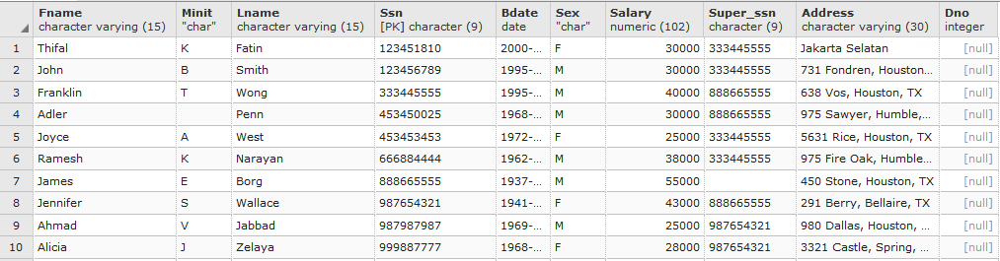 Fname Minit Lname Ssn Bdate Sex Salary Super_ssn Address Dno
character varying (15) "char" character varying (15) [PK] character (9) date "char" numeric (102) character (9) character varying (30) integer
1 Thifal K Fatin 123451810 2000-... F 30000 333445555 Jakarta Selatan [null]
2 John B Smith 123456789 1995-... M 30000 333445555 731 Fondren, Houston... [null]
3 Franklin T Wong 333445555 1995-... M 40000 888665555 638 Vos, Houston, TX [null]
4 Adler Penn 453450025 1968-... M 30000 888665555 975 Sawyer, Humble,... [null]
5 Joyce A West 453453453 1972-... F 25000 333445555 5631 Rice, Houston, TX [null]
6 Ramesh K Narayan 666884444 1962-... M 38000 333445555 975 Fire Oak, Humble... [null]
7 James E Borg 888665555 1937-... M 55000 450 Stone, Houston, TX [null]
8 Jennifer S Wallace 987654321 1941-... F 43000 888665555 291 Berry, Bellaire, TX [null]
9 Ahmad V Jabbad 987987987 1969-... M 25000 987654321 980 Dallas, Houston, ... [null]
10 Alicia J Zelaya 999887777 1968-... F 28000 987654321 3321 Castle, Spring, ... [null]